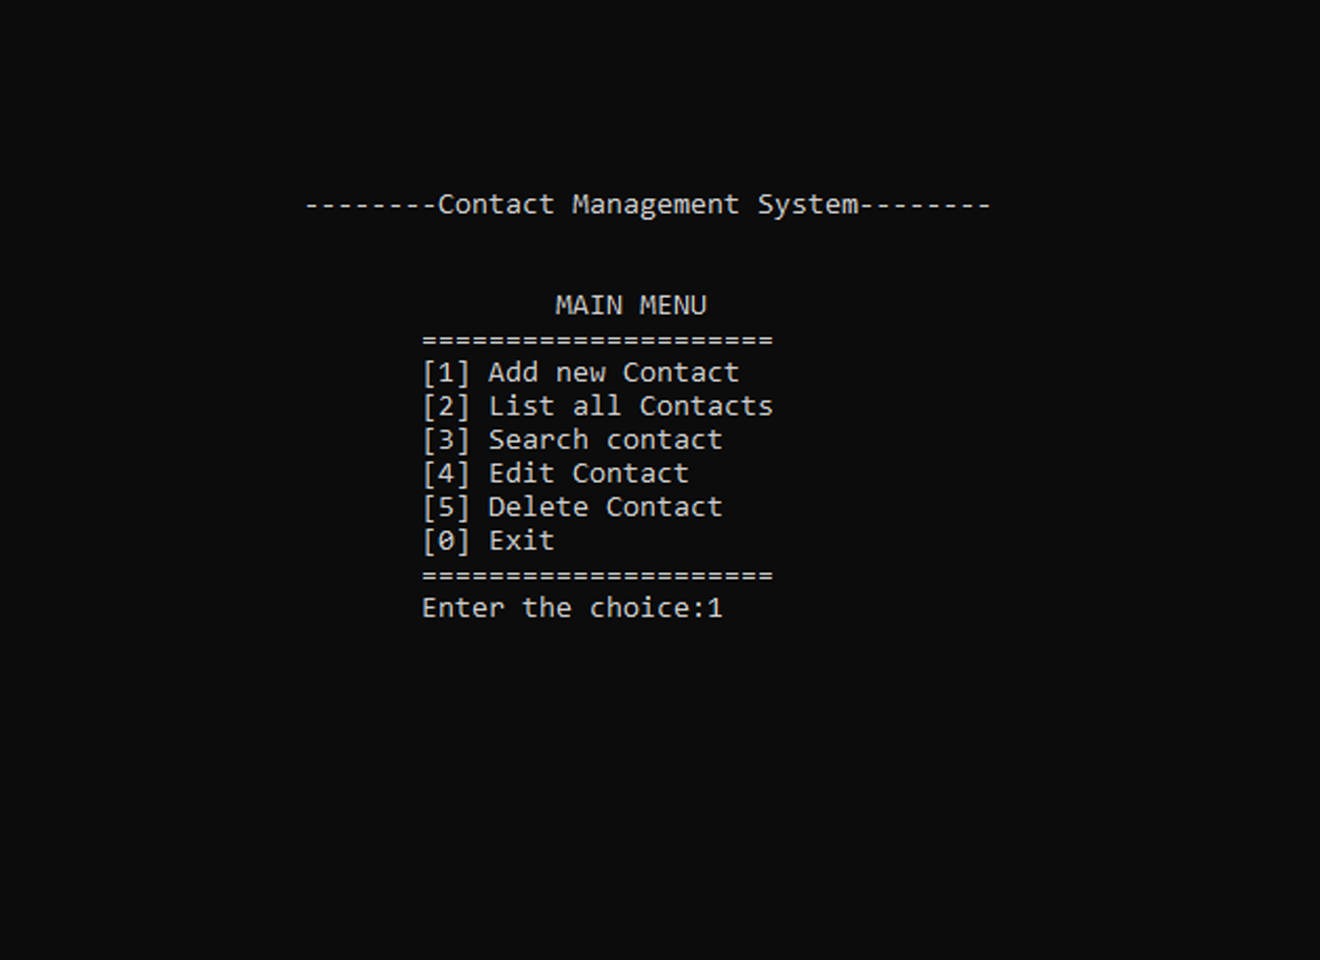 --------Contact Management System--------
MAIN MENU
=====================
[1] Add new Contact
[2] List all Contacts
[3] Search contact
[4] Edit Contact
[5] Delete Contact
[0] Exit
=====================
Enter the choice:1